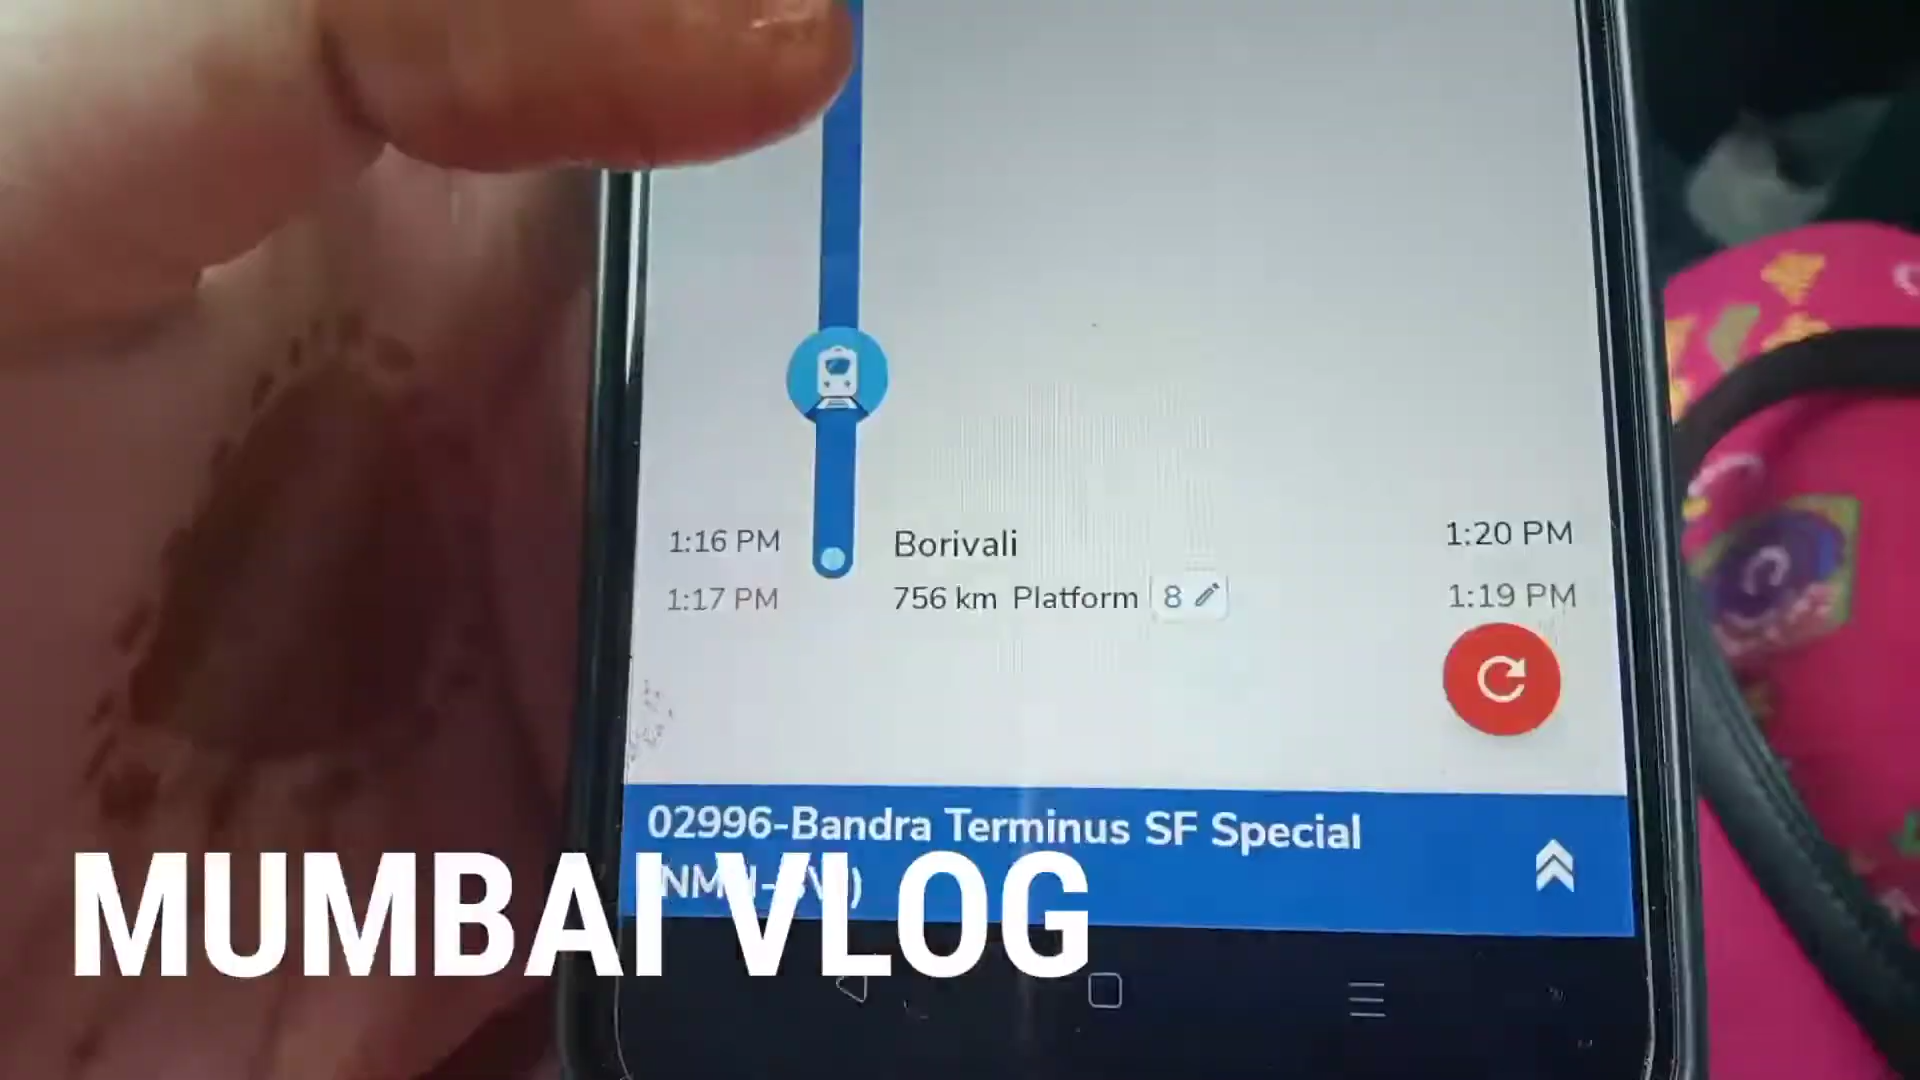 1:16 PM Borivali 1:20 PM
1:17 PM 756 km Platform 8 1:19 PM
02996-Bandra Terminus SF Special
MUMBAI VLOG